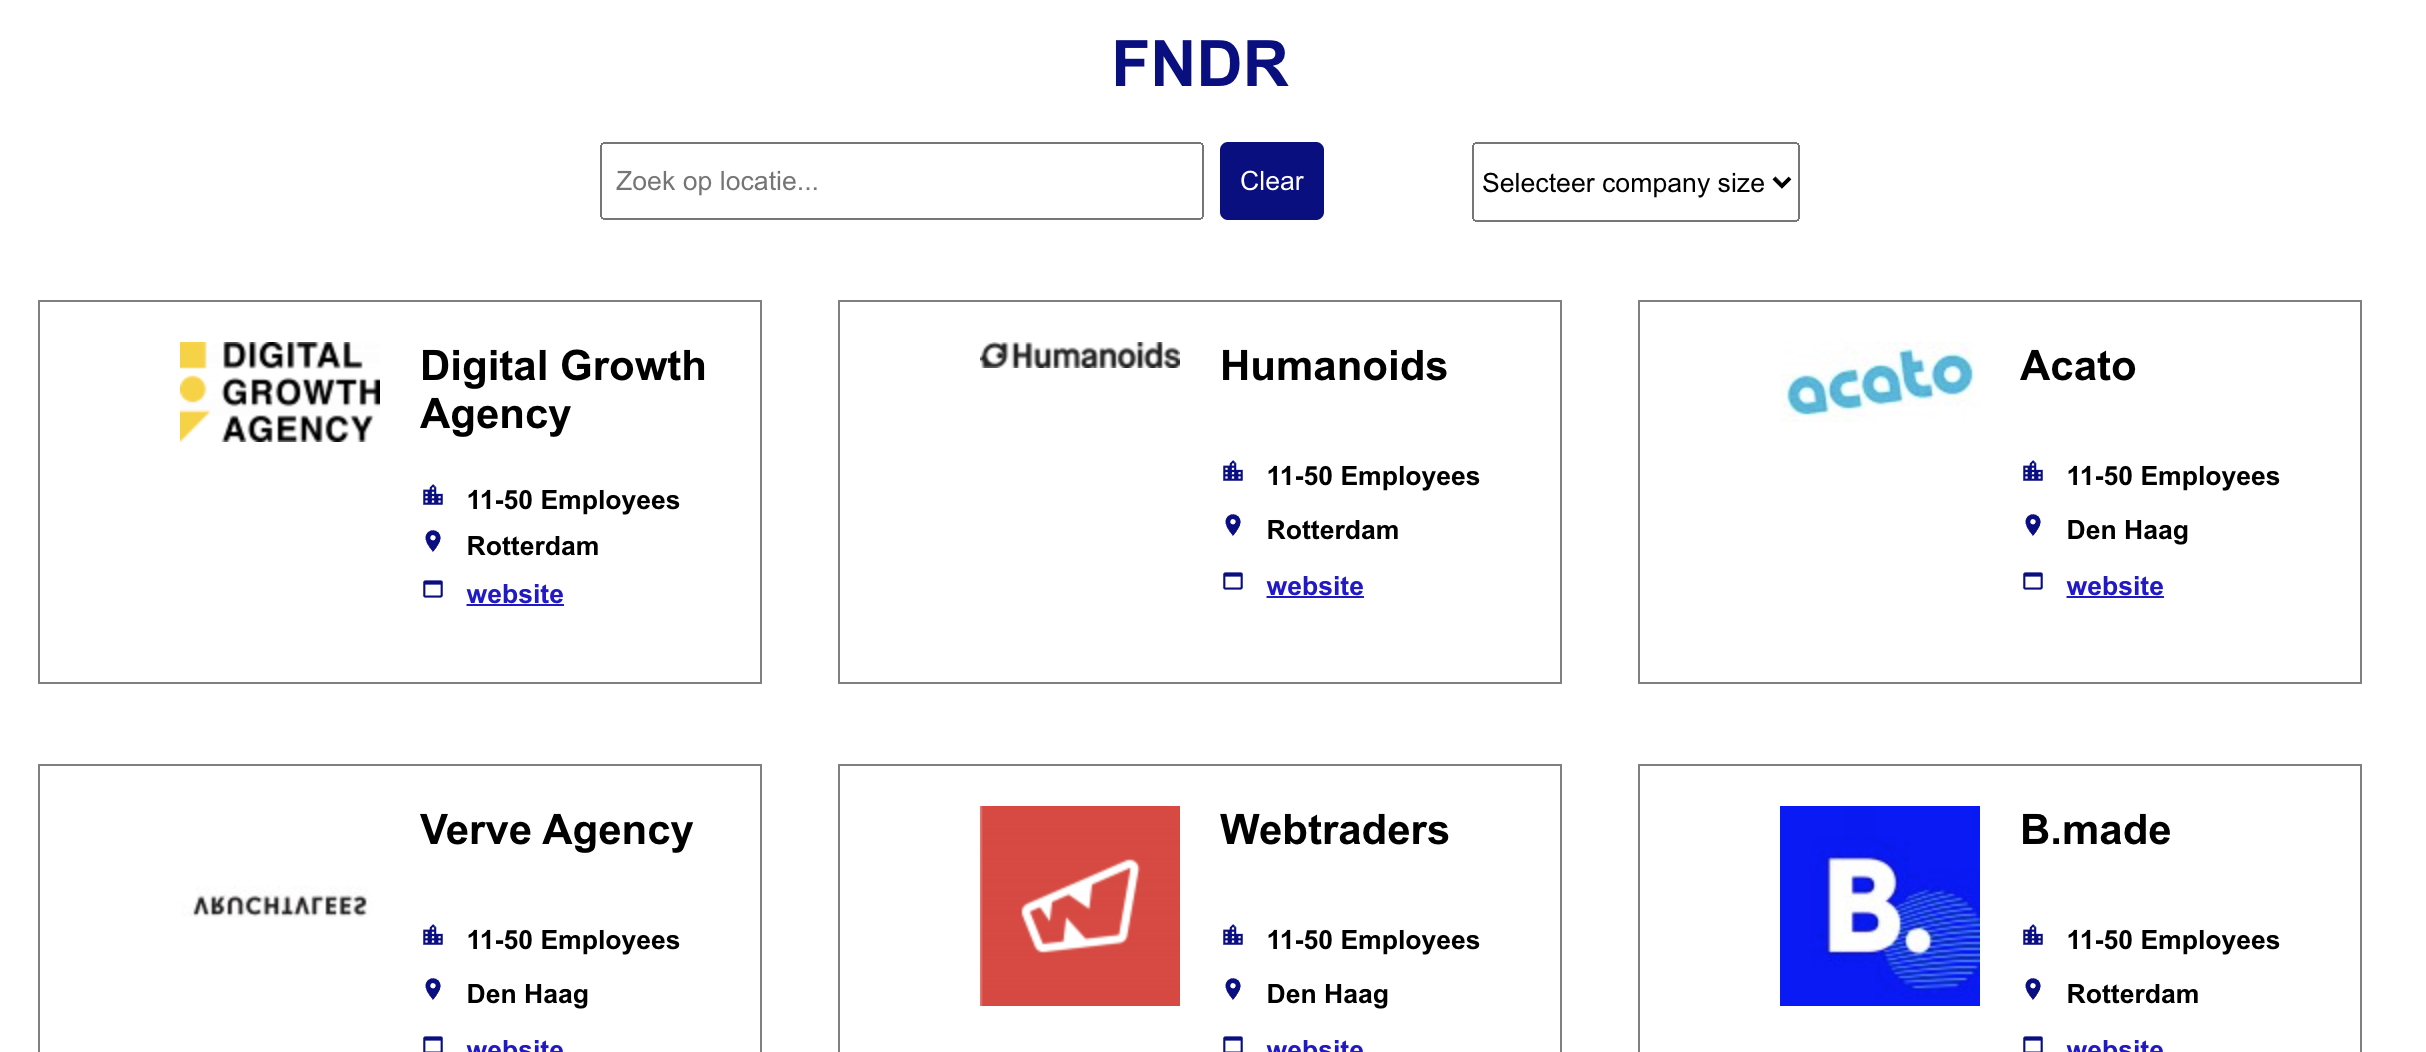 FNDR
Zoek op locatie...
Clear
Selecteer company size
DIGITAL
GROWTH
AGENCY
Digital Growth
Agency
11-50 Employees
Rotterdam
website
Humanoids
Humanoids
11-50 Employees
Rotterdam
website
acato
Acato
11-50 Employees
Den Haag
website
Verve Agency
11-50 Employees
Den Haag
website
W
Webtraders
11-50 Employees
Den Haag
website
B.
B.made
11-50 Employees
Rotterdam
website